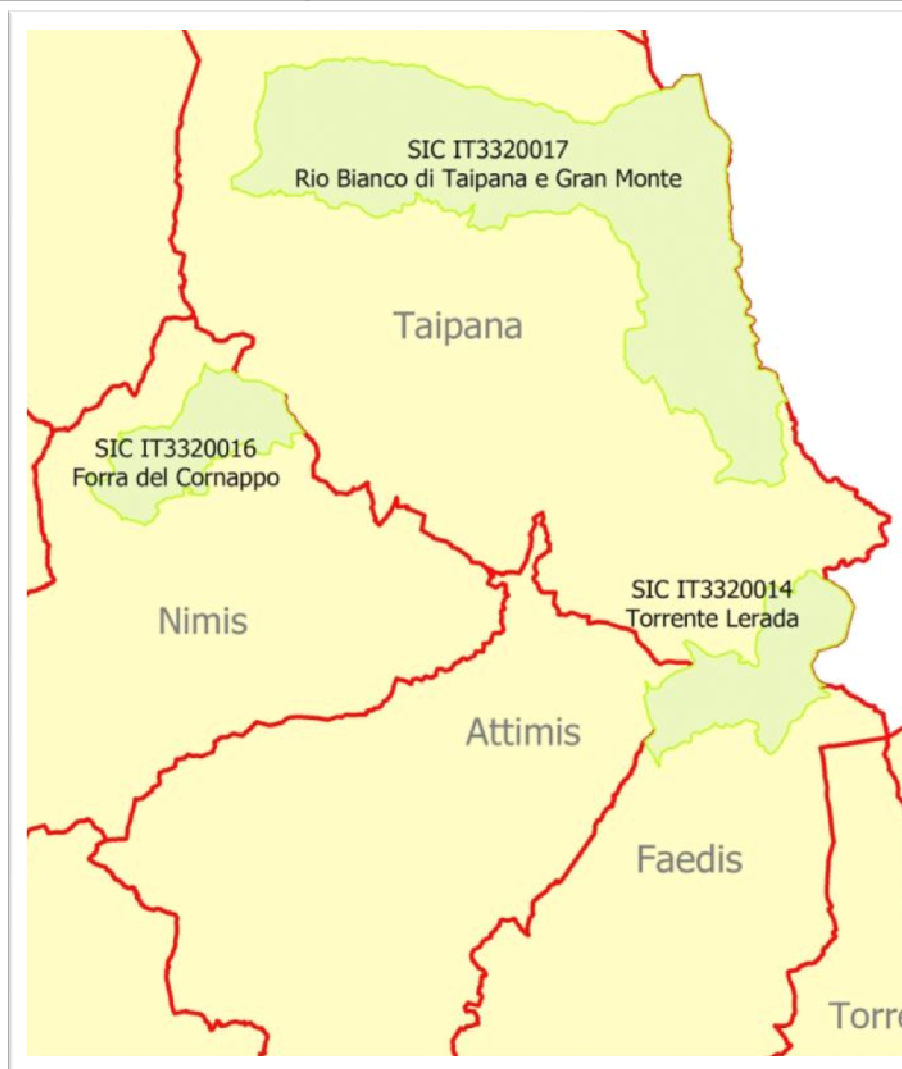 SIC IT3320017
Rio Bianco di Taipana e Gran Monte
Taipana
SIC IT3320016
Forra del Cornappo
SIC IT3320014
Torrente Lerada
Nimis
Attimis
Faedis
Torre